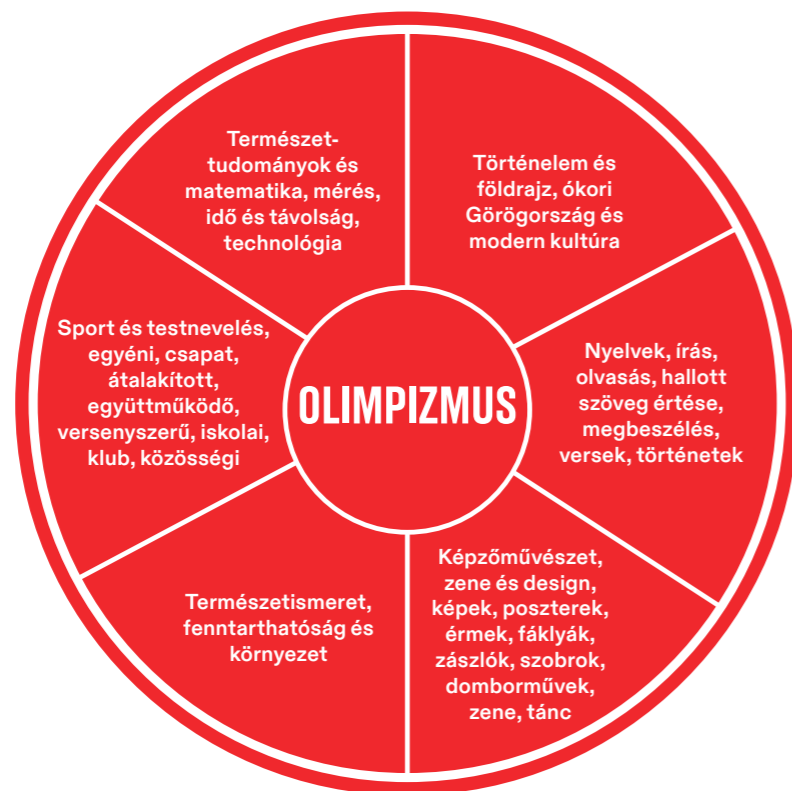 Természet-
tudományok és
matematika, mérés,
idő és távolság,
technológia
Történelem és
földrajz, ókori
Görögország és
modern kultúra
Sport és testnevelés,
egyéni, csapat,
átalakított,
együttműködő,
versenyszerű, iskolai,
klub, közösségi
OLIMPIZMUS
Nyelvek, írás,
olvasás, hallott
szöveg értése,
megbeszélés,
versek, történetek
Természetismeret,
fenntarthatóság és
környezet
Képzőművészet,
zene és design,
képek, poszterek,
érmek, fáklyák,
zászlók, szobrok,
domborművek,
zene, tánc